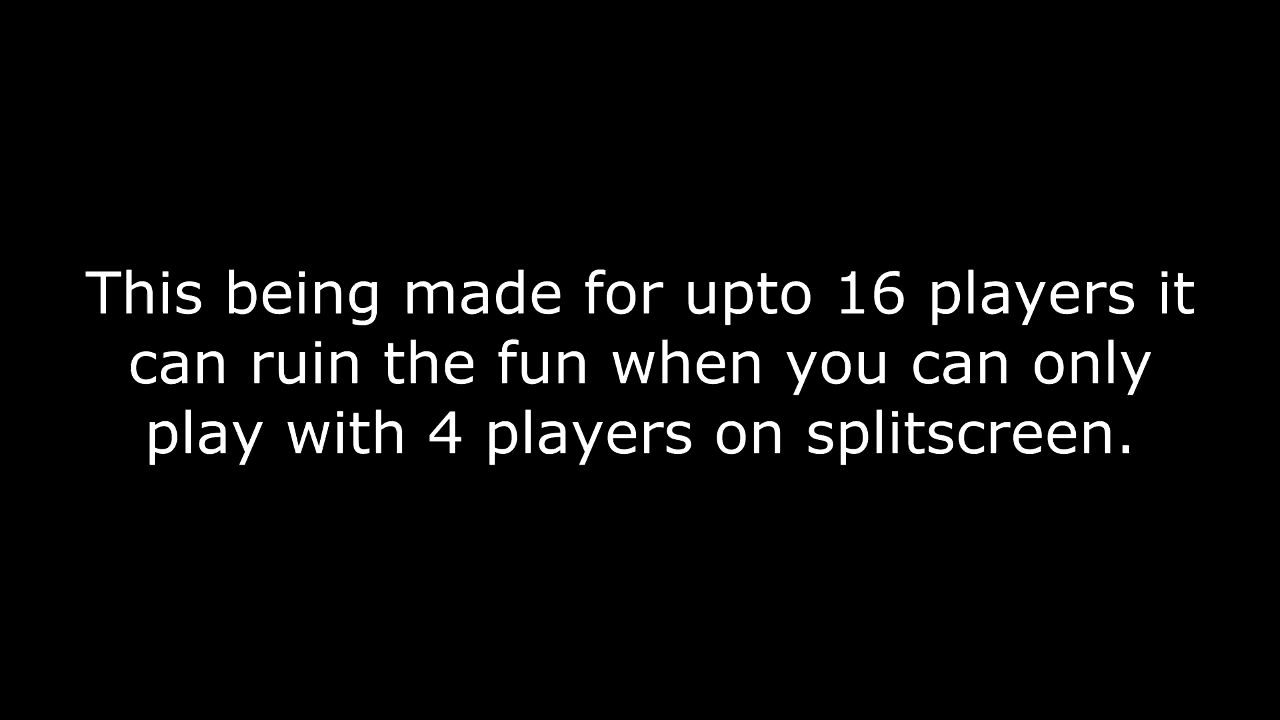 This being made for upto 16 players it
can ruin the fun when you can only
play with 4 players on splitscreen.